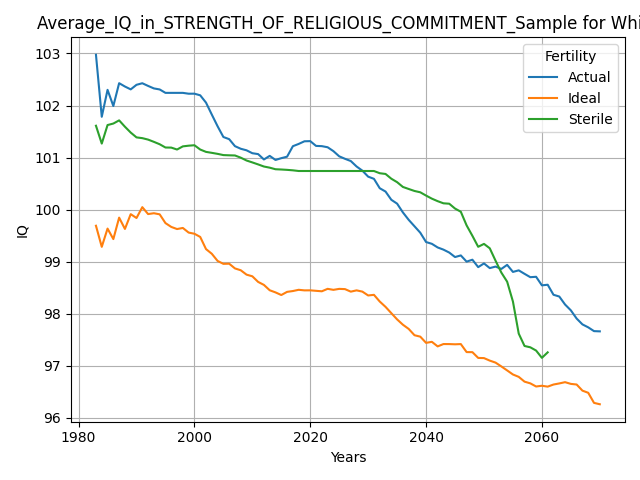 Average_IQ_in_STRENGTH_OF_RELIGIOUS_COMMITMENT_Sample for Whi
Fertility
Actual
Ideal
Sterile
103
102
101
100
99
98
97
96
IQ
1980
2000
2020
2040
2060
Years